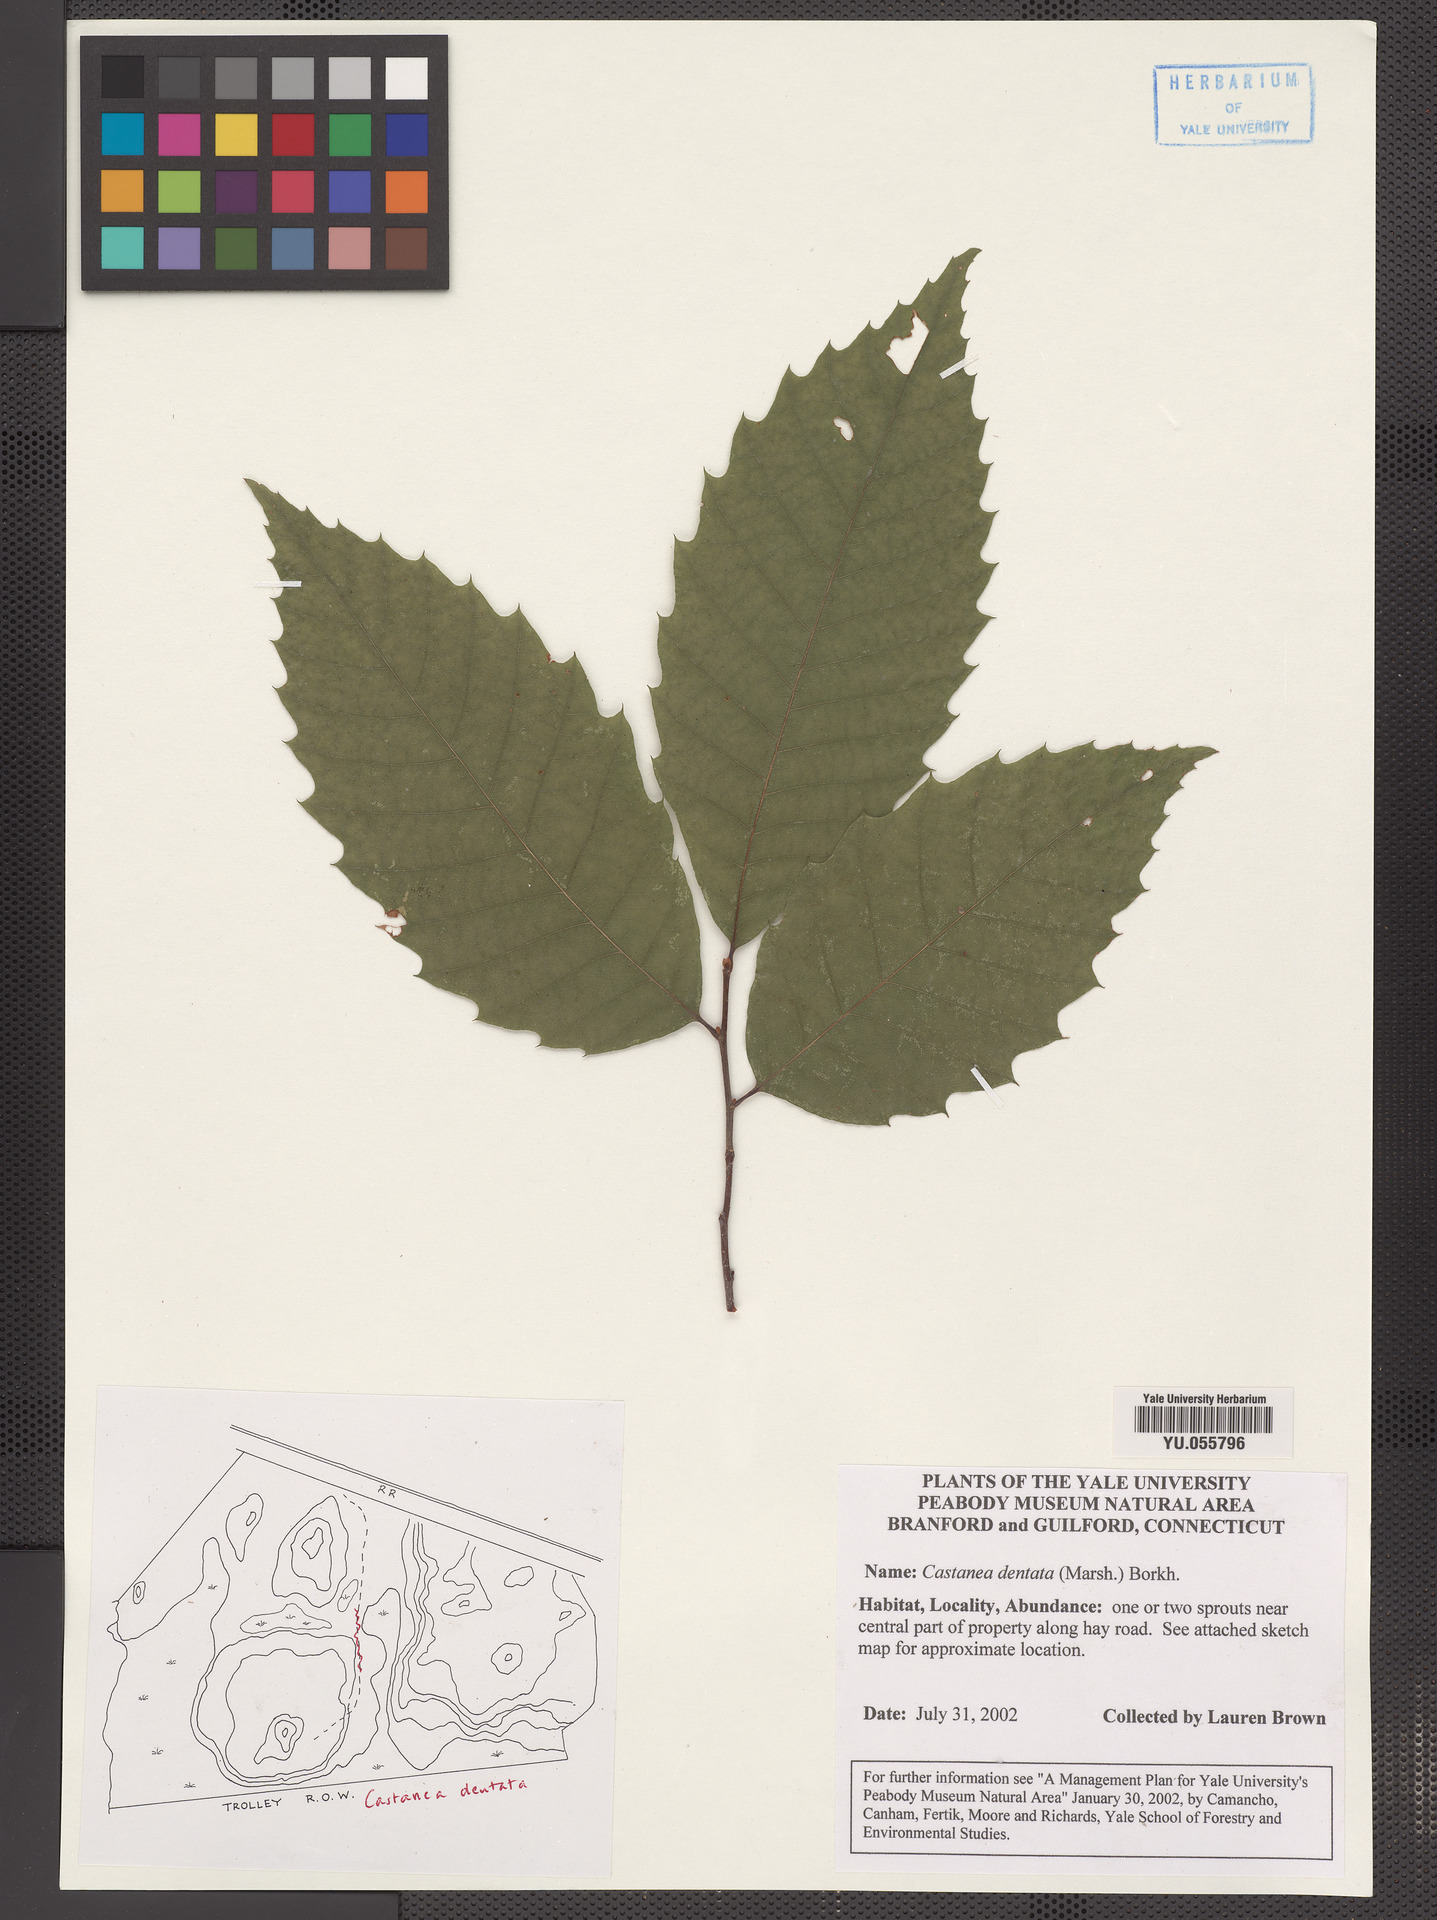 HERBARIUM
OF
YALE UNIVERSITY
Yale University Herbarium
YU.055796
PLANTS OF THE YALE UNIVERSITY
PEABODY MUSEUM NATURAL AREA
BRANFORD and GUILFORD, CONNECTICUT
Name: Castanea dentata (Marsh.) Borkh.
Habitat, Locality, Abundance: one or two sprouts near
central part of property along hay road. See attached sketch
map for approximate location.
Date: July 31, 2002 Collected by Lauren Brown
For further information see "A Management Plan for Yale University's
Peabody Museum Natural Area" January 30, 2002, by Camancho,
Canham, Fertik, Moore and Richards, Yale School of Forestry and
Environmental Studies.
RR
TROLLEY R.O.W. Castanea dentata